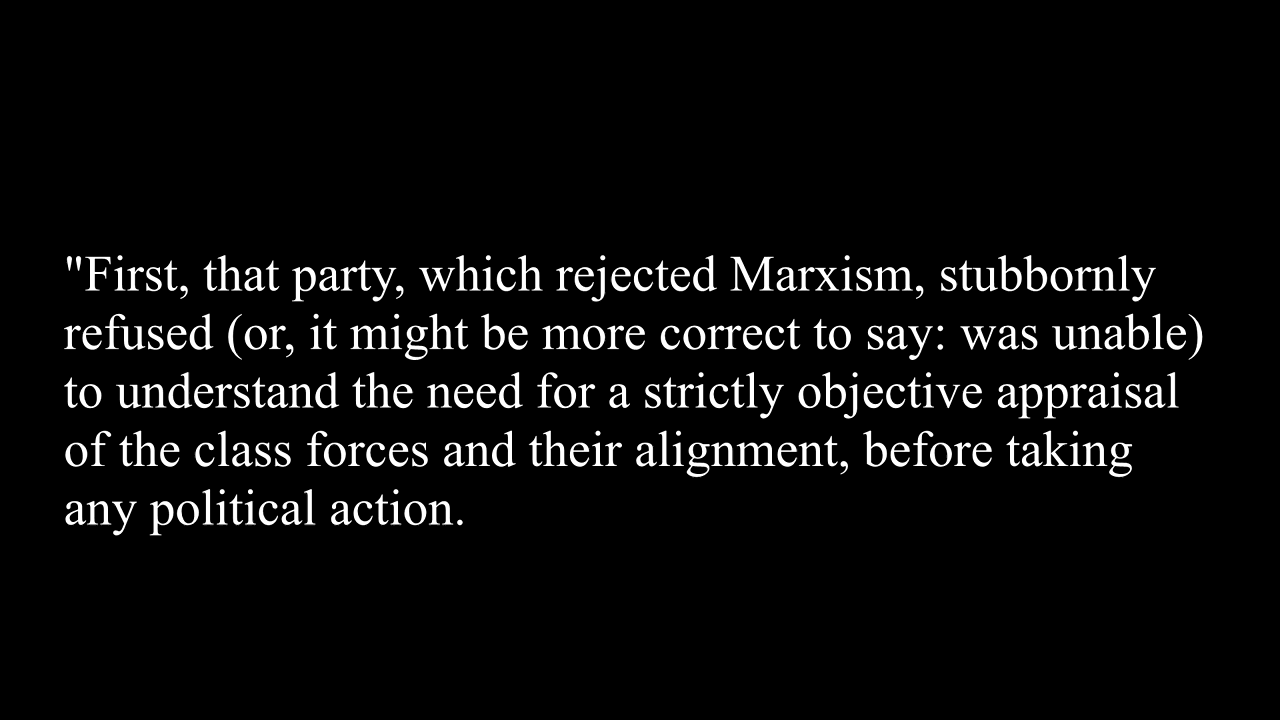 "First, that party, which rejected Marxism, stubbornly
refused (or, it might be more correct to say: was unable)
to understand the need for a strictly objective appraisal
of the class forces and their alignment, before taking
any political action.